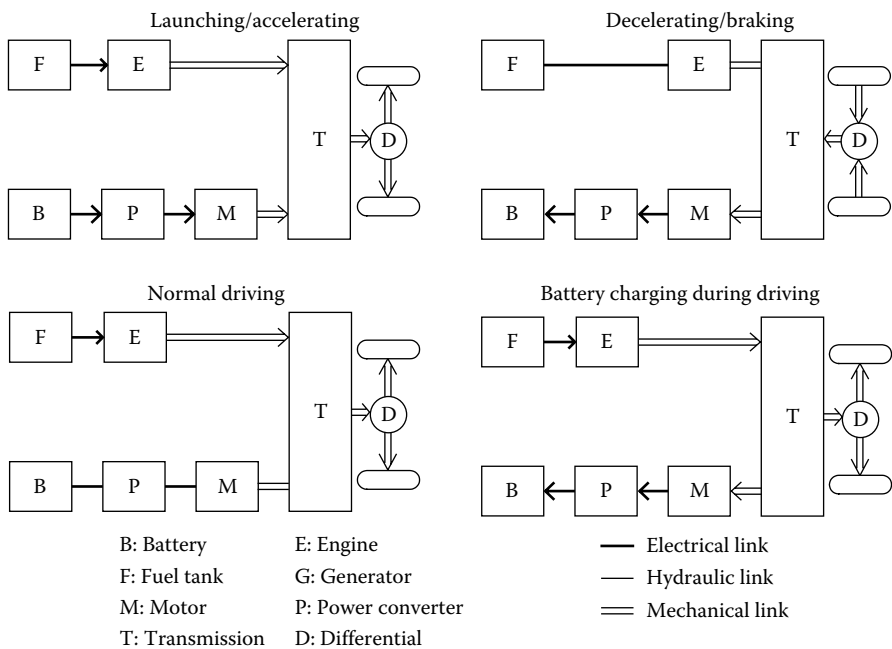 Launching/accelerating
F
E
T
D
B
P
M
Decelerating/braking
F
E
T
D
B
P
M
Normal driving
F
E
T
D
B
P
M
Battery charging during driving
F
E
T
D
B
P
M
B: Battery
F: Fuel tank
M: Motor
T: Transmission
E: Engine
G: Generator
P: Power converter
D: Differential
Electrical link
Hydraulic link
Mechanical link